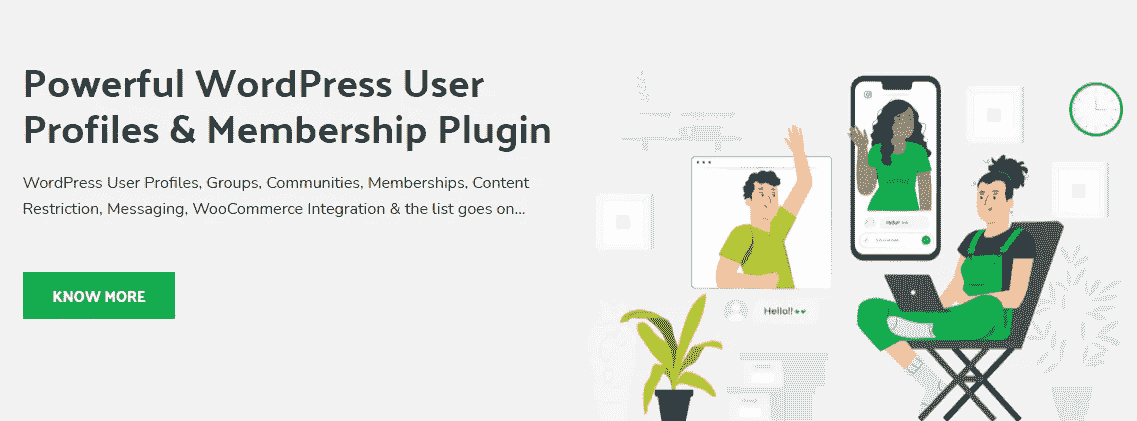 Powerful WordPress User
Profiles & Membership Plugin
WordPress User Profiles, Groups, Communities, Memberships, Content
Restriction, Messaging, WooCommerce Integration & the list goes on...
KNOW MORE
Hello!!